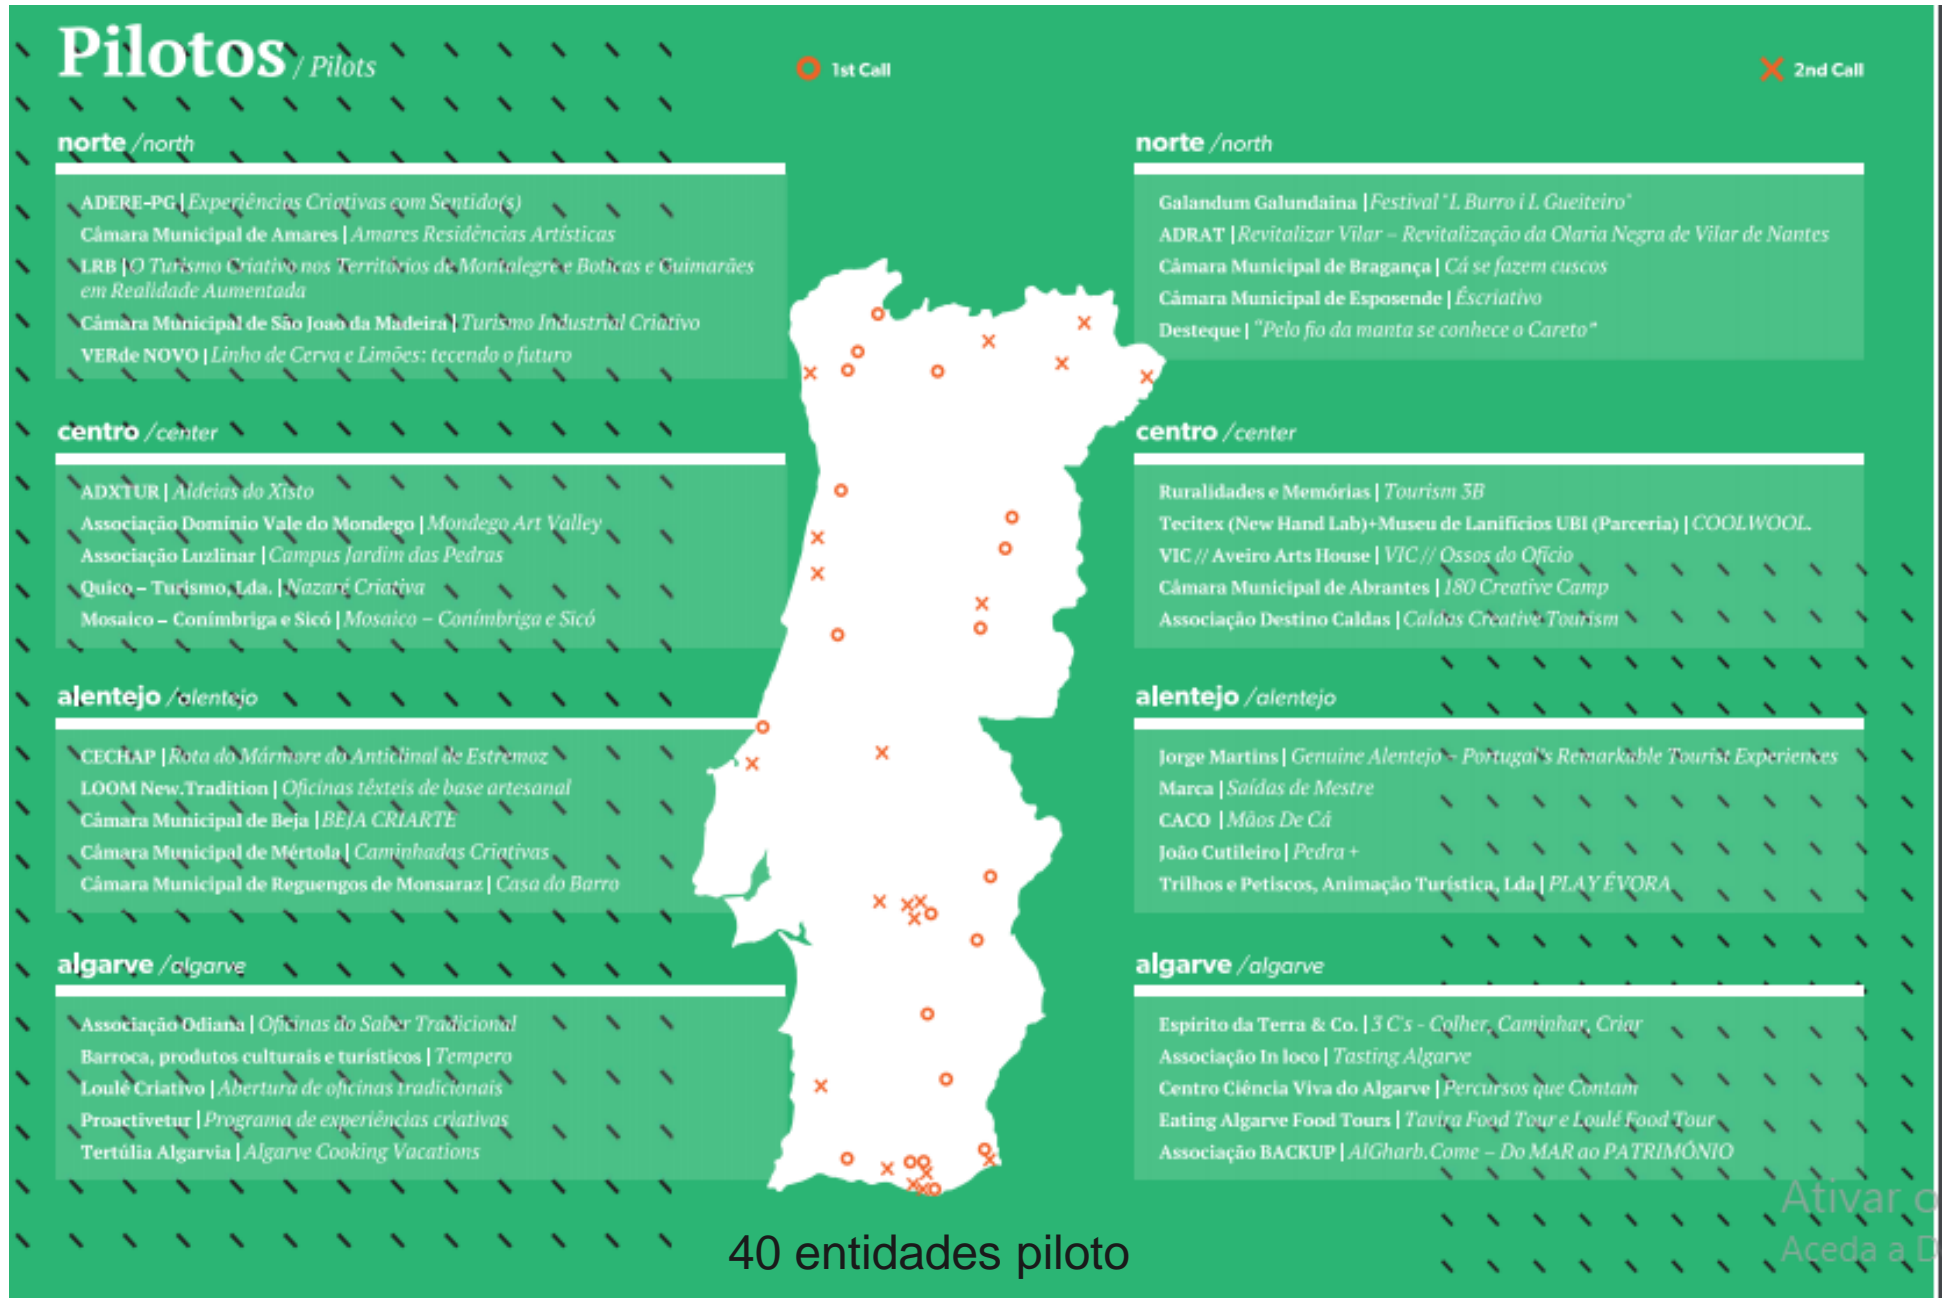 Pilotos / Pilots
1st Call
2nd Call
norte /north
ADERE-PG | Experiências Criativas com Sentido(s)
Câmara Municipal de Amares | Amares Residências Artísticas
LRB | O Turismo Criativo nos Territórios de Montalegre e Boticas e Guimarães
em Realidade Aumentada
Câmara Municipal de São Joao da Madeira | Turismo Industrial Criativo
VERde NOVO | Linho de Cerva e Limões: tecendo o futuro
centro /center
ADXTUR | Aldeias do Xisto
Associação Domínio Vale do Mondego | Mondego Art Valley
Associação Luzlinar | Campus Jardim das Pedras
Quico – Turismo, Lda. | Nazaré Criativa
Mosaico – Conímbriga e Sicó | Mosaico – Conímbriga e Sicó
alentejo /alentejo
CECHAP | Rota do Mármore do Anticlinal de Estremoz
LOOM New.Tradition | Oficinas têxteis de base artesanal
Câmara Municipal de Beja | BEJA CRIARTE
Câmara Municipal de Mértola | Caminhadas Criativas
Câmara Municipal de Reguengos de Monsaraz | Casa do Barro
algarve /algarve
Associação Odiana | Oficinas do Saber Tradicional
Barroca, produtos culturais e turísticos | Tempero
Loulé Criativo | Abertura de oficinas tradicionais
Proactivetur | Programa de experiências criativas
Tertúlia Algarvia | Algarve Cooking Vacations
norte /north
Galandum Galundaina | Festival "L Burro i L Gueiteiro"
ADRAT | Revitalizar Vilar – Revitalização da Olaria Negra de Vilar de Nantes
Câmara Municipal de Bragança | Cá se fazem cuscos
Câmara Municipal de Esposende | Éscriativo
Desteque | "Pelo fio da manta se conhece o Careto"
centro /center
Ruralidades e Memórias | Tourism 3B
Tecitex (New Hand Lab)+Museu de Lanifícios UBI (Parceria) | COOLWOOL.
VIC // Aveiro Arts House | VIC // Ossos do Ofício
Câmara Municipal de Abrantes | 180 Creative Camp
Associação Destino Caldas | Caldas Creative Tourism
alentejo /alentejo
Jorge Martins | Genuine Alentejo – Portugal's Remarkable Tourist Experiences
Marca | Saídas de Mestre
CACO | Mãos De Cá
João Cutileiro | Pedra +
Trilhos e Petiscos, Animação Turística, Lda | PLAY ÉVORA
algarve /algarve
Espírito da Terra & Co. | 3 C's - Colher, Caminhar, Criar
Associação In loco | Tasting Algarve
Centro Ciência Viva do Algarve | Percursos que Contam
Eating Algarve Food Tours | Tavira Food Tour e Loulé Food Tour
Associação BACKUP | AlGharb.Come – Do MAR ao PATRIMÓNIO
40 entidades piloto
Ativar o
Aceda a D